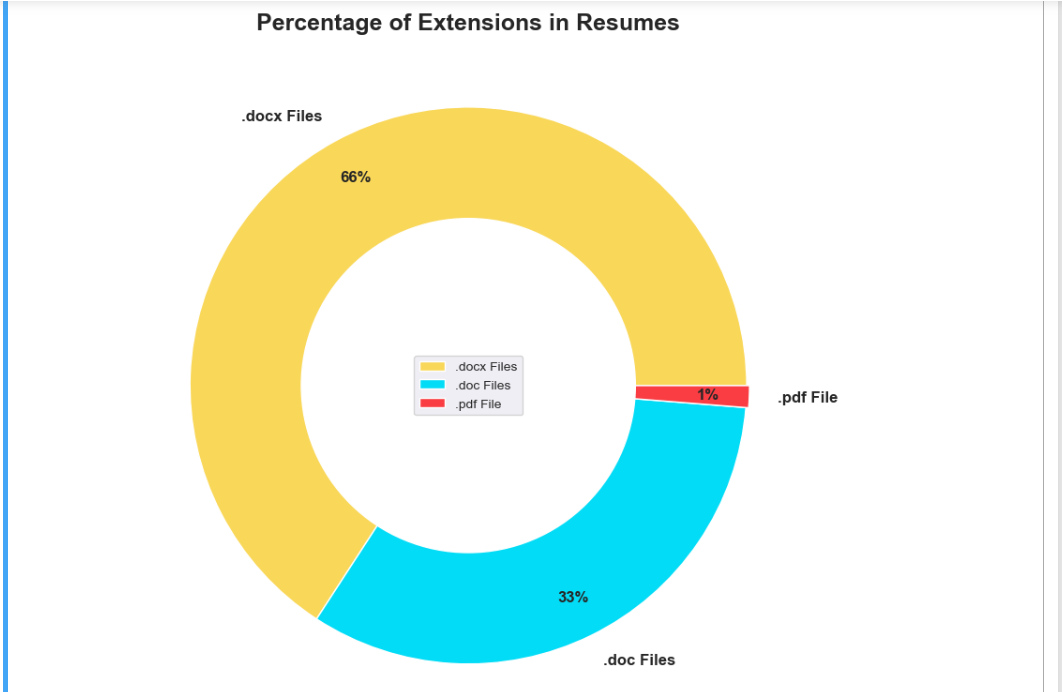 Percentage of Extensions in Resumes
.docx Files
66%
.docx Files
.doc Files
.pdf File
1%
.pdf File
33%
.doc Files